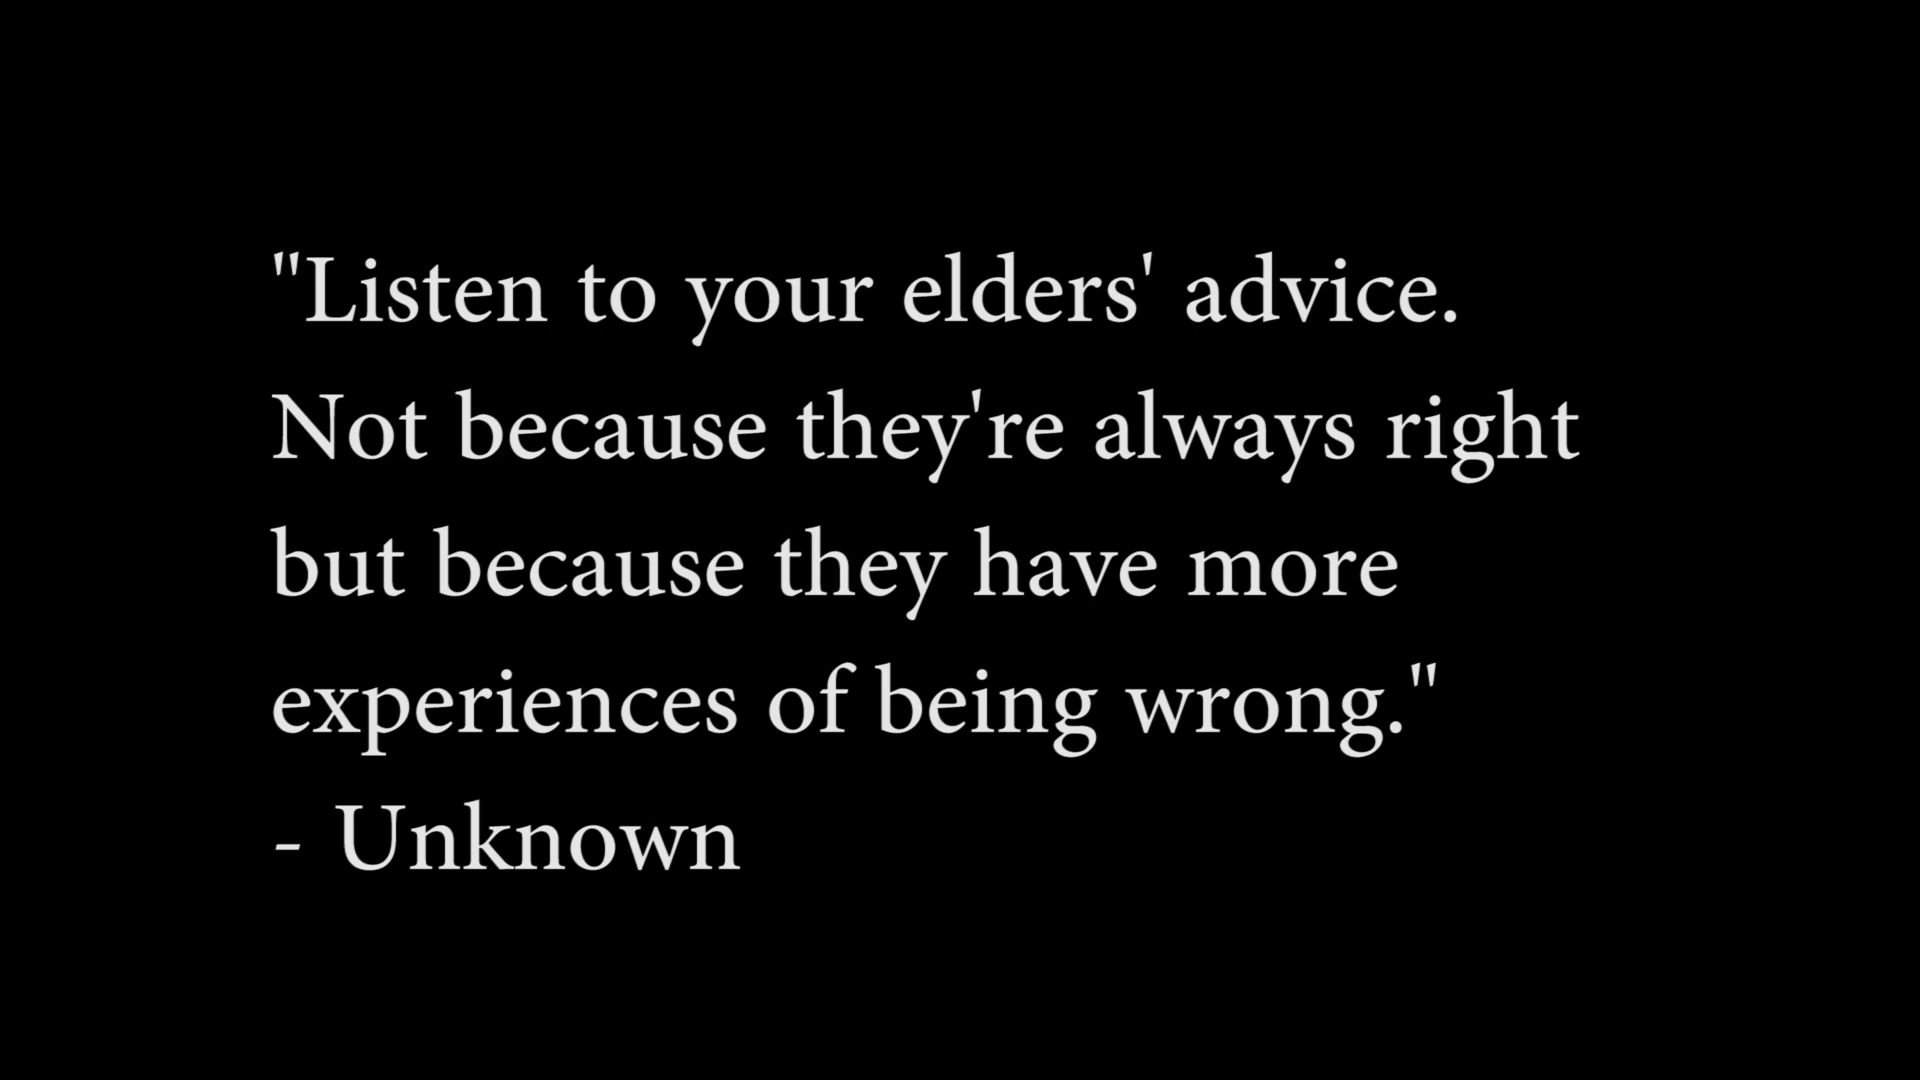 "Listen to your elders' advice.
Not because they're always right
but because they have more
experiences of being wrong."
- Unknown